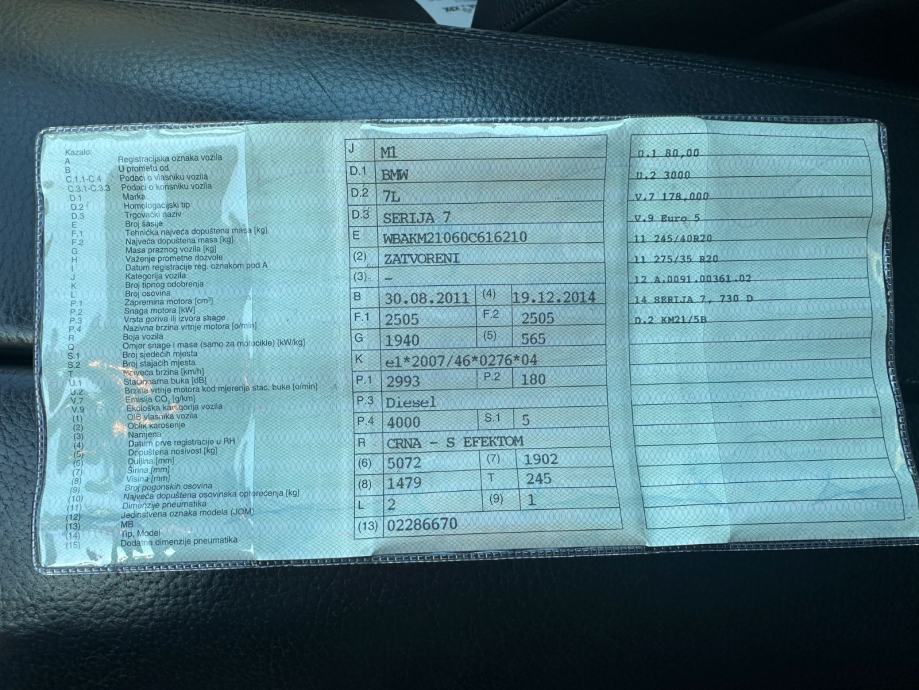 Kazalo:
A Registracijska oznaka vozila
B U prometu od
C.1.1-C.4 Podaci o vlasniku vozila
C.3.1-C.3.3 Podaci o korisniku vozila
D.1 Marka
D.2 Homologacijski tip
D.3 Trgovački naziv
E Broj šasije
F.1 Tehnička najveća dopuštena masa [kg]
F.2 Najveća dopuštena masa [kg]
G Masa praznog vozila [kg]
H Važenje prometne dozvole
I Datum registracije reg. oznakom pod A
J Kategorija vozila
K Broj tipnog odobrenja
L Broj osovina
P.1 Zapremina motora [cm³]
P.2 Snaga motora [kW]
P.3 Vrsta goriva ili izvora snage
P.4 Nazivna brzina vrtnje motora [o/min]
R Boja vozila
Q Omjer snage i mase (samo za motocikle) [kW/kg]
S.1 Broj sjedećih mjesta
S.2 Broj stajaćih mjesta
T Najveća brzina [km/h]
U.1 Stacionarna buka [dB]
U.2 Brzina vrtnje motora kod mjerenja stac. buke [o/min]
V.7 Emisija CO₂ [g/km]
V.9 Ekološka kategorija vozila
(1) OIB vlasnika vozila
(2) Oblik karoserije
(3) Namjena
(4) Datum prve registracije u RH
(5) Dopuštena nosivost [kg]
(6) Duljina [mm]
(7) Širina [mm]
(8) Visina [mm]
(9) Broj pogonskih osovina
(10) Najveća dopuštena osovinska opterećenja [kg]
(11) Dimenzije pneumatika
(12) Jedinstvena oznaka modela (JOM)
(13) MB
(14) Tip, Model
(15) Dodatne dimenzije pneumatika
J M1
D.1 BMW
D.2 7L
D.3 SERIJA 7
E WBAKM21060C616210
(2) ZATVORENI
(3) –
B 30.08.2011 (4) 19.12.2014
F.1 2505 F.2 2505
G 1940 (5) 565
K e1*2007/46*0276*04
P.1 2993 P.2 180
P.3 Diesel
P.4 4000 S.1 5
R CRNA - S EFEKTOM
(6) 5072 (7) 1902
(8) 1479 T 245
L 2 (9) 1
(13) 02286670
U.1 80,00
U.2 3000
V.7 178,000
V.9 Euro 5
11 245/40R20
11 275/35 R20
12 A.0091.00361.02
14 SERIJA 7, 730 D
D.2 KM21/5B